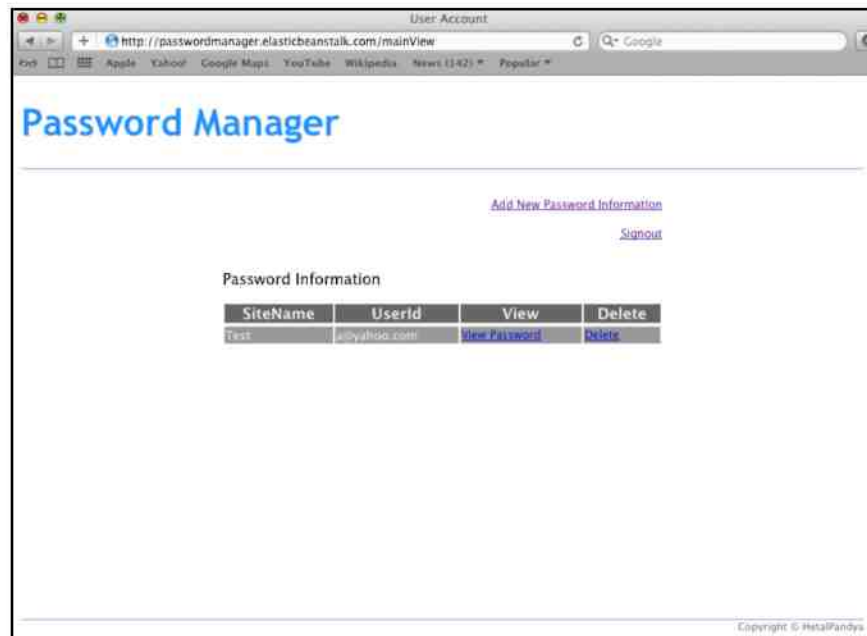 User Account
http://passwordmanager.elasticbeanstalk.com/mainView
Google
Apple Yahoo! Google Maps YouTube Wikipedia News (142) Popular
Password Manager
Add New Password Information
Signout
Password Information
SiteName UserId View Delete
Test a@yahoo.com View Password Delete
Copyright © HetalPandya